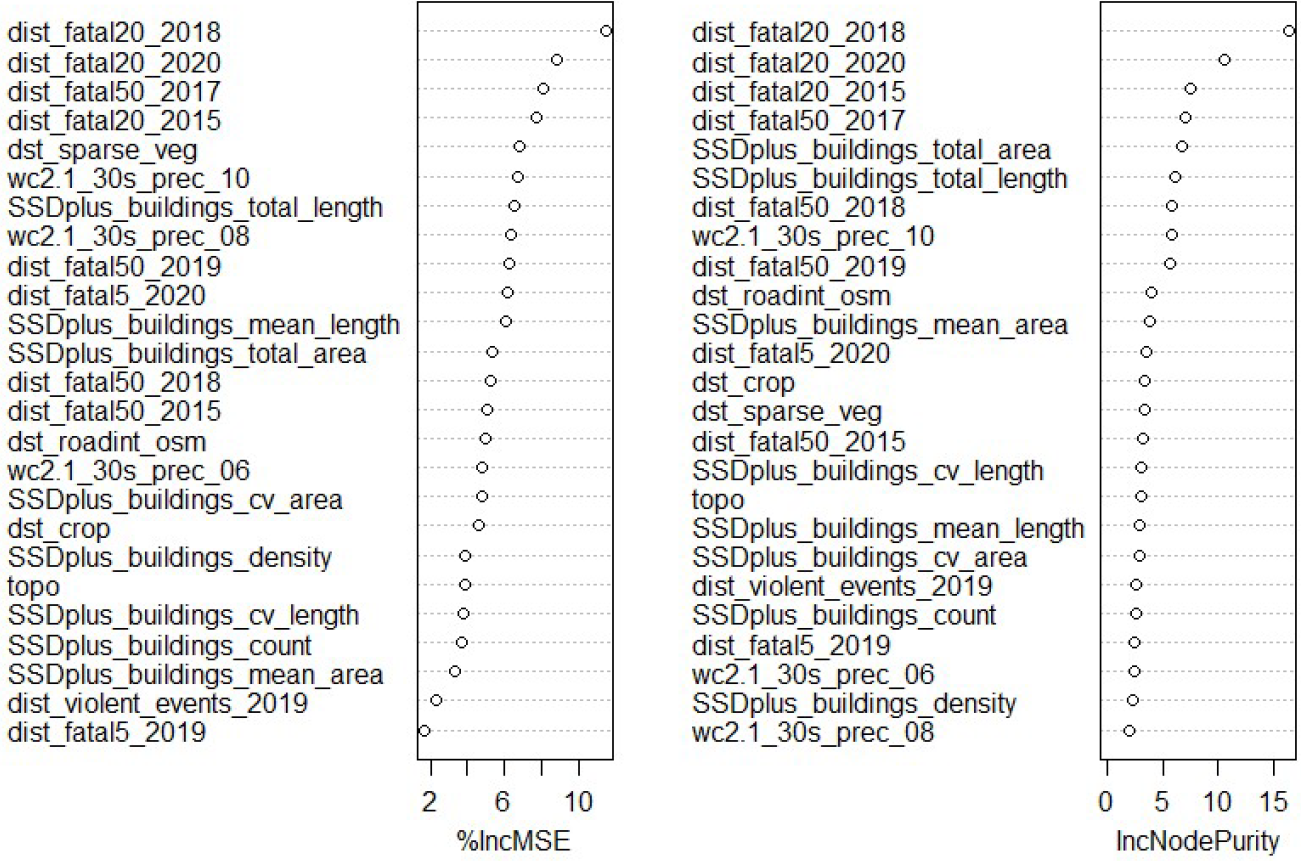 dist_fatal20_2018
dist_fatal20_2020
dist_fatal50_2017
dist_fatal20_2015
dst_sparse_veg
wc2.1_30s_prec_10
SSDplus_buildings_total_length
wc2.1_30s_prec_08
dist_fatal50_2019
dist_fatal5_2020
SSDplus_buildings_mean_length
SSDplus_buildings_total_area
dist_fatal50_2018
dist_fatal50_2015
dst_roadint_osm
wc2.1_30s_prec_06
SSDplus_buildings_cv_area
dst_crop
SSDplus_buildings_density
topo
SSDplus_buildings_cv_length
SSDplus_buildings_count
SSDplus_buildings_mean_area
dist_violent_events_2019
dist_fatal5_2019
2 6 10
%IncMSE
dist_fatal20_2018
dist_fatal20_2020
dist_fatal20_2015
dist_fatal50_2017
SSDplus_buildings_total_area
SSDplus_buildings_total_length
dist_fatal50_2018
wc2.1_30s_prec_10
dist_fatal50_2019
dst_roadint_osm
SSDplus_buildings_mean_area
dist_fatal5_2020
dst_crop
dst_sparse_veg
dist_fatal50_2015
SSDplus_buildings_cv_length
topo
SSDplus_buildings_mean_length
SSDplus_buildings_cv_area
dist_violent_events_2019
SSDplus_buildings_count
dist_fatal5_2019
wc2.1_30s_prec_06
SSDplus_buildings_density
wc2.1_30s_prec_08
0 5 10 15
IncNodePurity